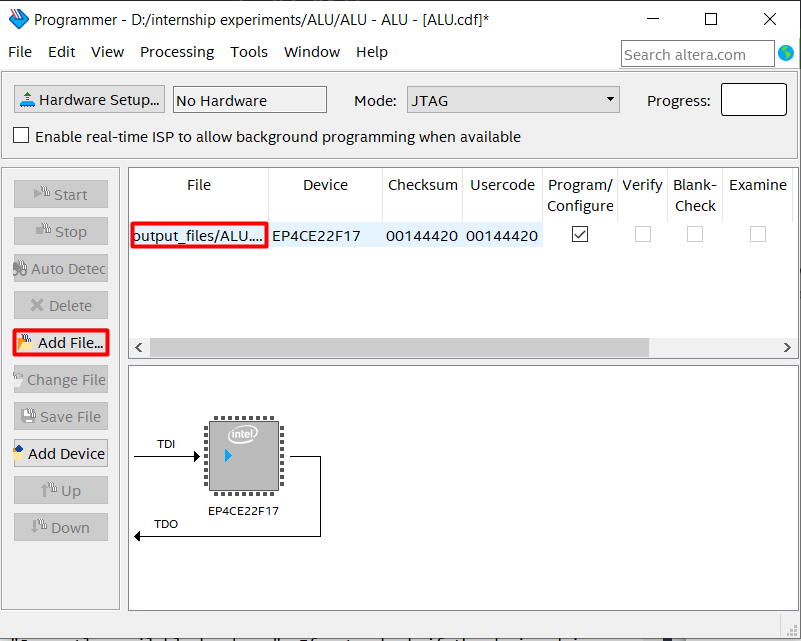 Programmer - D:/internship experiments/ALU/ALU - ALU - [ALU.cdf]*
File Edit View Processing Tools Window Help
Search altera.com
Hardware Setup... No Hardware Mode: JTAG Progress:
Enable real-time ISP to allow background programming when available
Start
Stop
Auto Detec
Delete
Add File...
Change File
Save File
Add Device
Up
Down
File Device Checksum Usercode Program/ Verify Blank- Examine
Configure Check
output_files/ALU.... EP4CE22F17 00144420 00144420
TDI
intel
EP4CE22F17
TDO